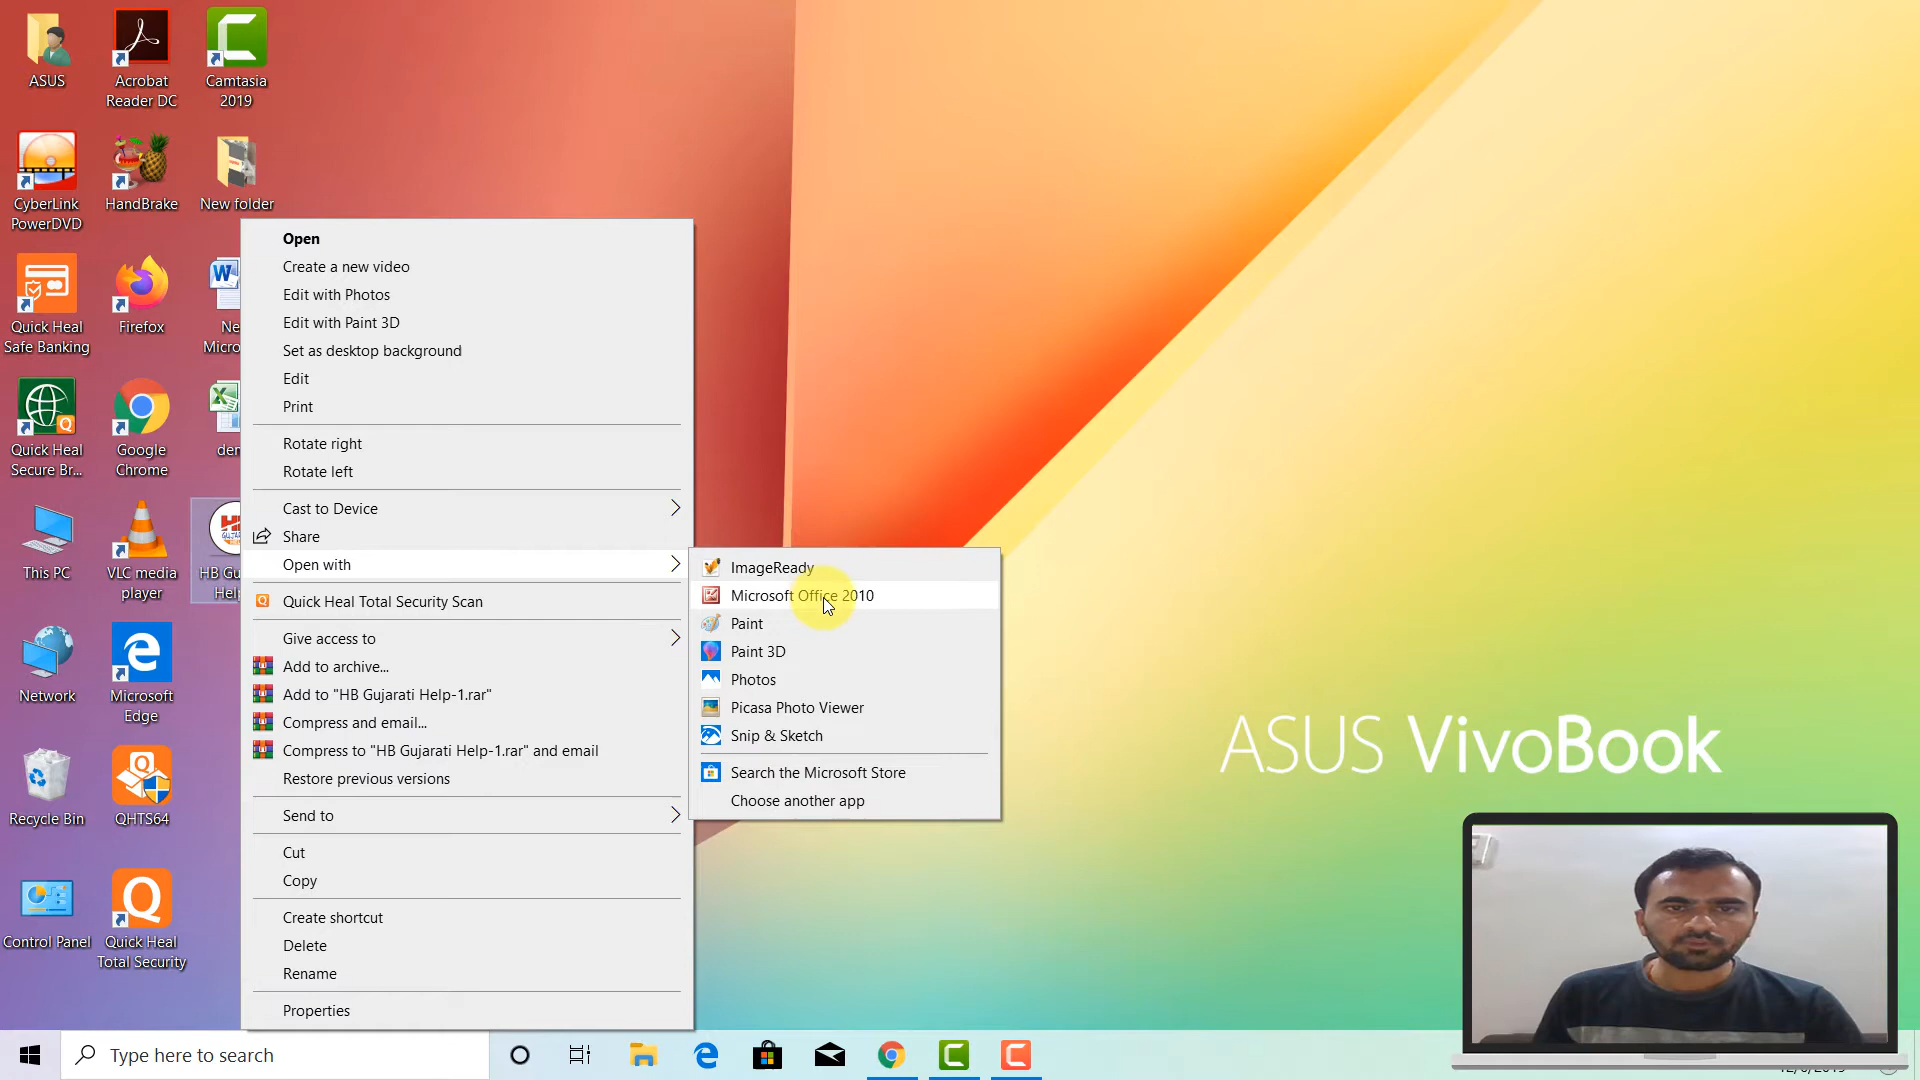 ASUS
Acrobat
Reader DC
Camtasia
2019
CyberLink
PowerDVD
HandBrake
New folder
Quick Heal
Safe Banking
Firefox
Ne
Micro
Quick Heal
Secure Br...
Google
Chrome
den
This PC
VLC media
player
HB Gu
Help
Network
Microsoft
Edge
Recycle Bin
QHTS64
Control Panel
Quick Heal
Total Security
Open
Create a new video
Edit with Photos
Edit with Paint 3D
Set as desktop background
Edit
Print
Rotate right
Rotate left
Cast to Device
Share
Open with
Quick Heal Total Security Scan
Give access to
Add to archive...
Add to "HB Gujarati Help-1.rar"
Compress and email...
Compress to "HB Gujarati Help-1.rar" and email
Restore previous versions
Send to
Cut
Copy
Create shortcut
Delete
Rename
Properties
ImageReady
Microsoft Office 2010
Paint
Paint 3D
Photos
Picasa Photo Viewer
Snip & Sketch
Search the Microsoft Store
Choose another app
ASUS VivoBook
Type here to search